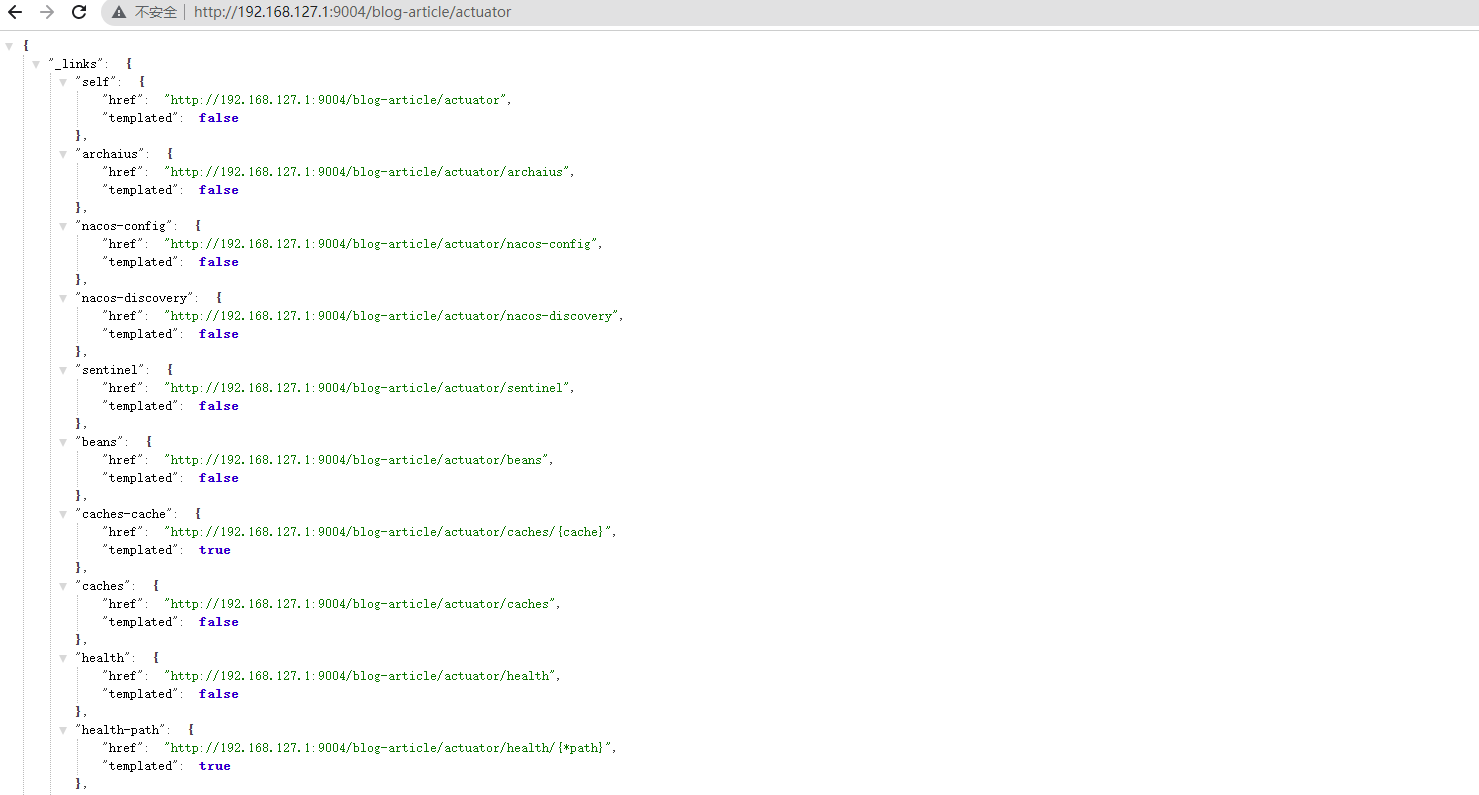 不安全 http://192.168.127.1:9004/blog-article/actuator
{
"_links": {
"self": {
"href": "http://192.168.127.1:9004/blog-article/actuator",
"templated": false
},
"archaius": {
"href": "http://192.168.127.1:9004/blog-article/actuator/archaius",
"templated": false
},
"nacos-config": {
"href": "http://192.168.127.1:9004/blog-article/actuator/nacos-config",
"templated": false
},
"nacos-discovery": {
"href": "http://192.168.127.1:9004/blog-article/actuator/nacos-discovery",
"templated": false
},
"sentinel": {
"href": "http://192.168.127.1:9004/blog-article/actuator/sentinel",
"templated": false
},
"beans": {
"href": "http://192.168.127.1:9004/blog-article/actuator/beans",
"templated": false
},
"caches-cache": {
"href": "http://192.168.127.1:9004/blog-article/actuator/caches/{cache}",
"templated": true
},
"caches": {
"href": "http://192.168.127.1:9004/blog-article/actuator/caches",
"templated": false
},
"health": {
"href": "http://192.168.127.1:9004/blog-article/actuator/health",
"templated": false
},
"health-path": {
"href": "http://192.168.127.1:9004/blog-article/actuator/health/{*path}",
"templated": true
},